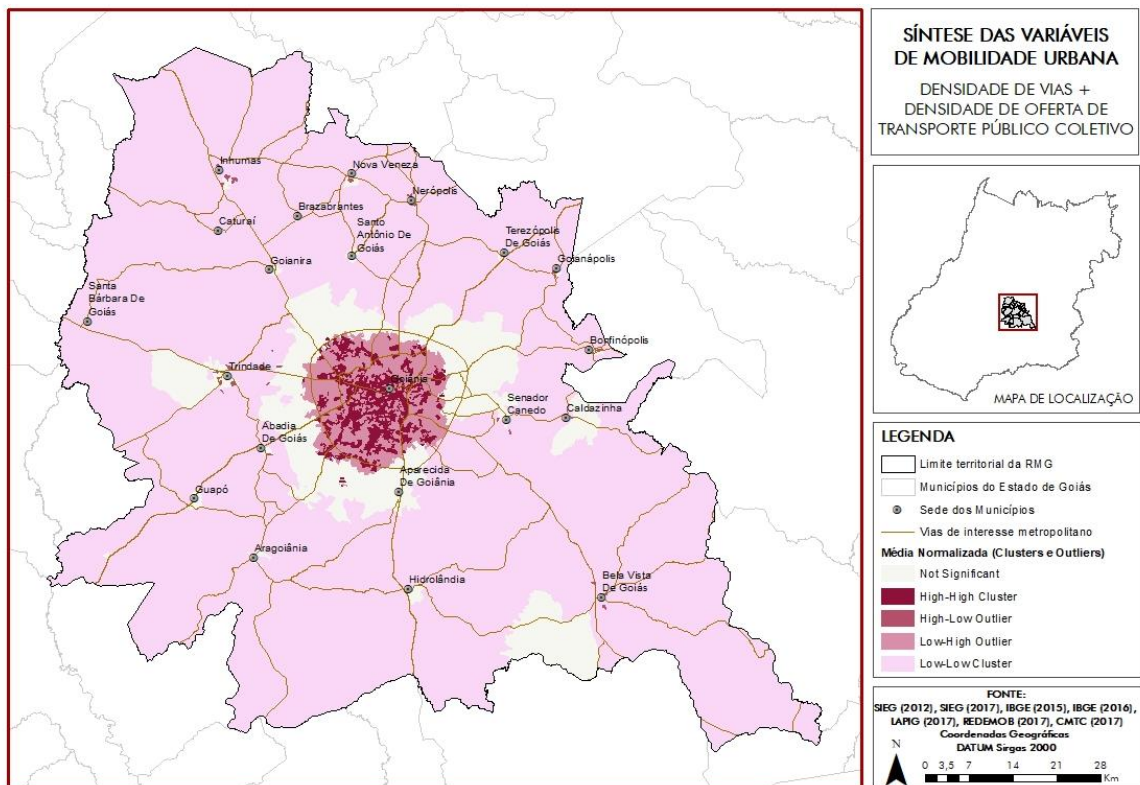 SÍNTESE DAS VARIÁVEIS
DE MOBILIDADE URBANA
DENSIDADE DE VIAS +
DENSIDADE DE OFERTA DE
TRANSPORTE PÚBLICO COLETIVO
Inhumas
Nova Veneza
Nerópolis
Brazabrantes
Caturaí
Santo
Antônio De
Goiás
Terezópolis
De Goiás
Goianira
Goianápolis
Santa
Bárbara De
Goiás
Bonfinópolis
Trindade
Goiânia
Senador
Canedo
Caldazinha
Abadia
De Goiás
Aparecida
De Goiânia
Guapó
Aragoiânia
Hidrolândia
Bela Vista
De Goiás
MAPA DE LOCALIZAÇÃO
LEGENDA
Limite territorial da RMG
Municípios do Estado de Goiás
Sede dos Municípios
Vias de interesse metropolitano
Média Normalizada (Clusters e Outliers)
Not Significant
High-High Cluster
High-Low Outlier
Low-High Outlier
Low-Low Cluster
FONTE:
SIEG (2012), SIEG (2017), IBGE (2015), IBGE (2016),
LAPIG (2017), REDEMOB (2017), CMTC (2017)
Coordenadas Geográficas
DATUM Sirgas 2000
N
0 3,5 7 14 21 28
Km